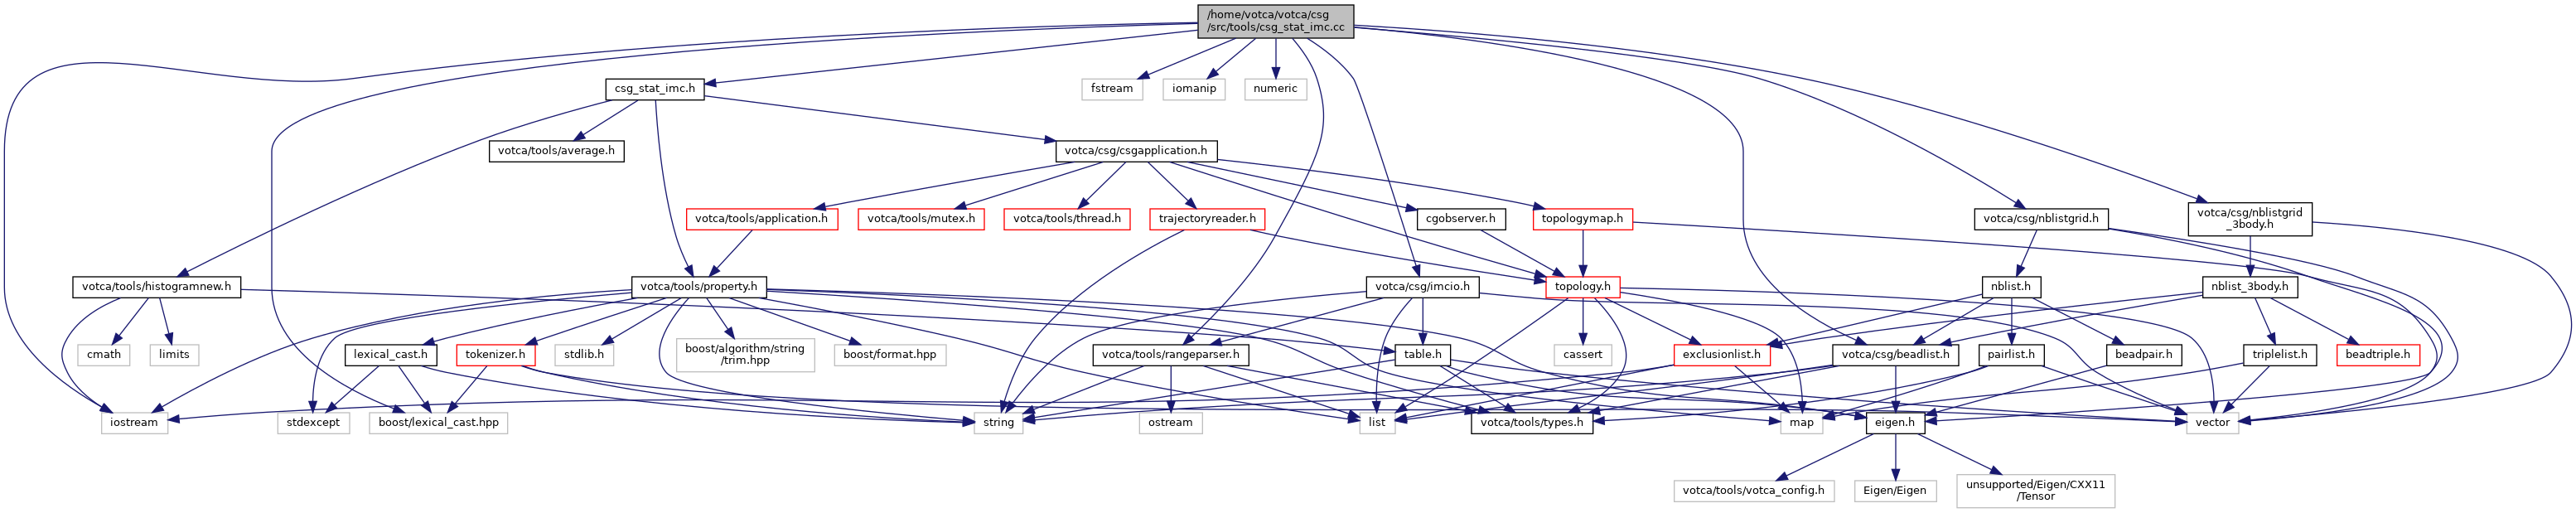 /home/votca/votca/csg
/src/tools/csg_stat_imc.cc
csg_stat_imc.h
fstream
iomanip
numeric
votca/tools/average.h
votca/csg/csgapplication.h
votca/tools/application.h
votca/tools/mutex.h
votca/tools/thread.h
trajectoryreader.h
cgobserver.h
topologymap.h
votca/csg/nblistgrid.h
votca/csg/nblistgrid
_3body.h
votca/tools/histogramnew.h
votca/tools/property.h
votca/csg/imcio.h
topology.h
nblist.h
nblist_3body.h
cmath
limits
lexical_cast.h
tokenizer.h
stdlib.h
boost/algorithm/string
/trim.hpp
boost/format.hpp
votca/tools/rangeparser.h
table.h
cassert
exclusionlist.h
votca/csg/beadlist.h
pairlist.h
beadpair.h
triplelist.h
beadtriple.h
iostream
stdexcept
boost/lexical_cast.hpp
string
ostream
list
votca/tools/types.h
map
eigen.h
vector
votca/tools/votca_config.h
Eigen/Eigen
unsupported/Eigen/CXX11
/Tensor